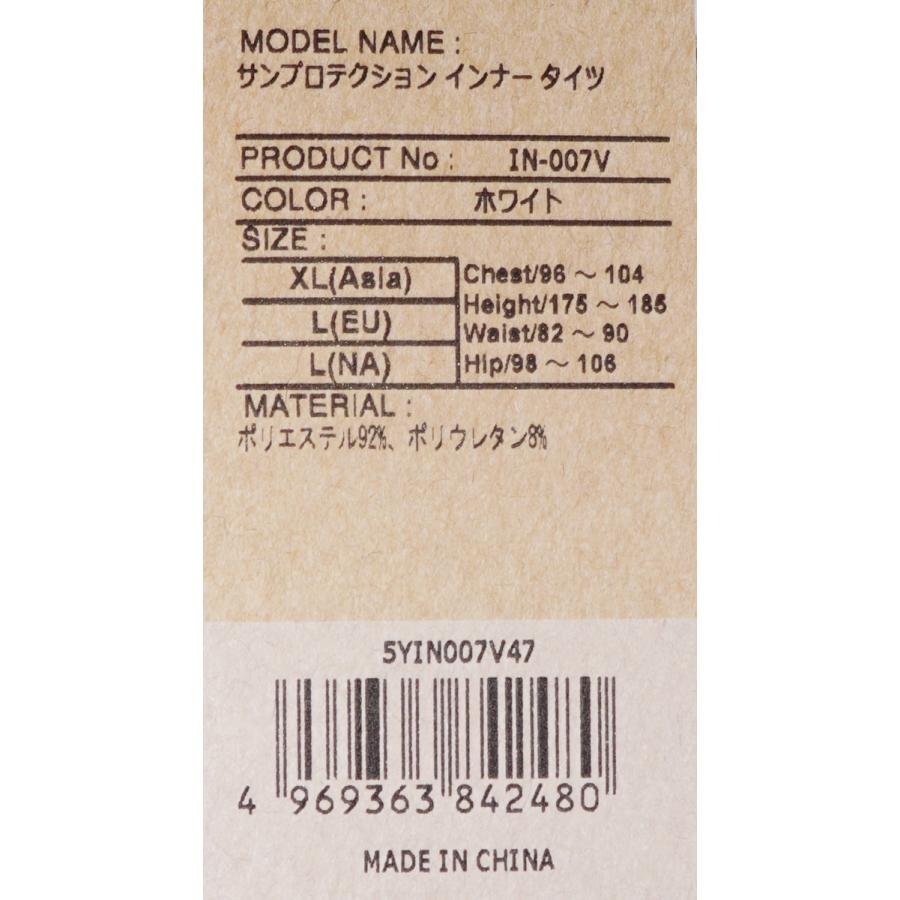 MODEL NAME :
サンプロテクション インナー タイツ
PRODUCT No : IN-007V
COLOR : ホワイト
SIZE :
XL(Asia)
L(EU)
L(NA)
Chest/96 ～ 104
Height/175 ～ 185
Waist/82 ～ 90
Hip/98 ～ 106
MATERIAL :
ポリエステル92%、ポリウレタン8%
5YIN007V47
4 969363 842480
MADE IN CHINA